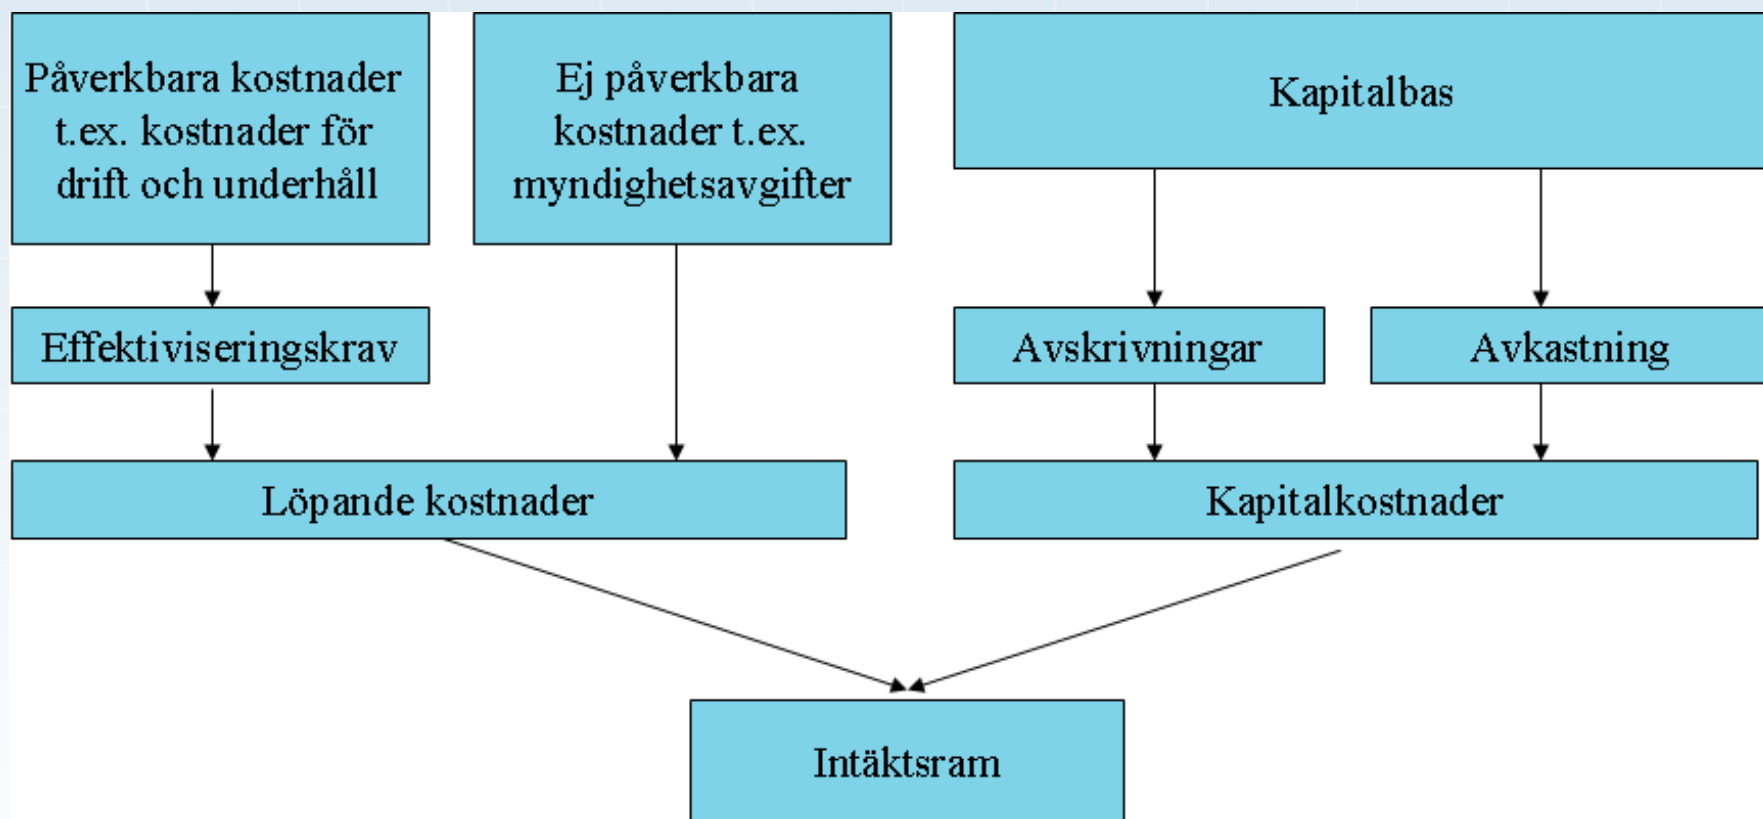 Påverkbara kostnader
t.ex. kostnader för
drift och underhåll
Ej påverkbara
kostnader t.ex.
myndighetsavgifter
Kapitalbas
Effektiviseringskrav
Avskrivningar
Avkastning
Löpande kostnader
Kapitalkostnader
Intäktsram